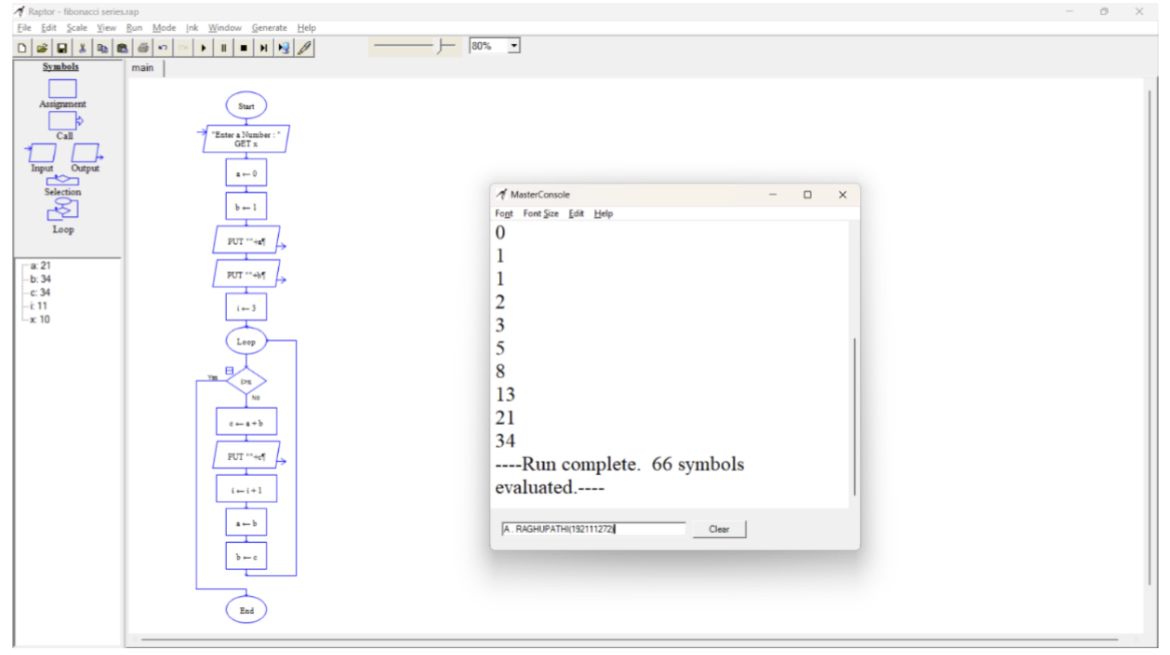 Raptor - fibonacci series.rap
File Edit Scale View Run Mode Ink Window Generate Help
80%
Symbols
Assignment
Call
Input Output
Selection
Loop
a: 21
b: 34
c: 34
i: 11
x: 10
main
Start
"Enter a Number : "
GET x
a ← 0
b ← 1
PUT ""+a¶
PUT ""+b¶
i ← 3
Loop
Yes
i>x
No
c ← a + b
PUT ""+c¶
i ← i + 1
a ← b
b ← c
End
MasterConsole
Font Font Size Edit Help
0
1
1
2
3
5
8
13
21
34
----Run complete. 66 symbols
evaluated.----
A . RAGHUPATHI(192111272)
Clear